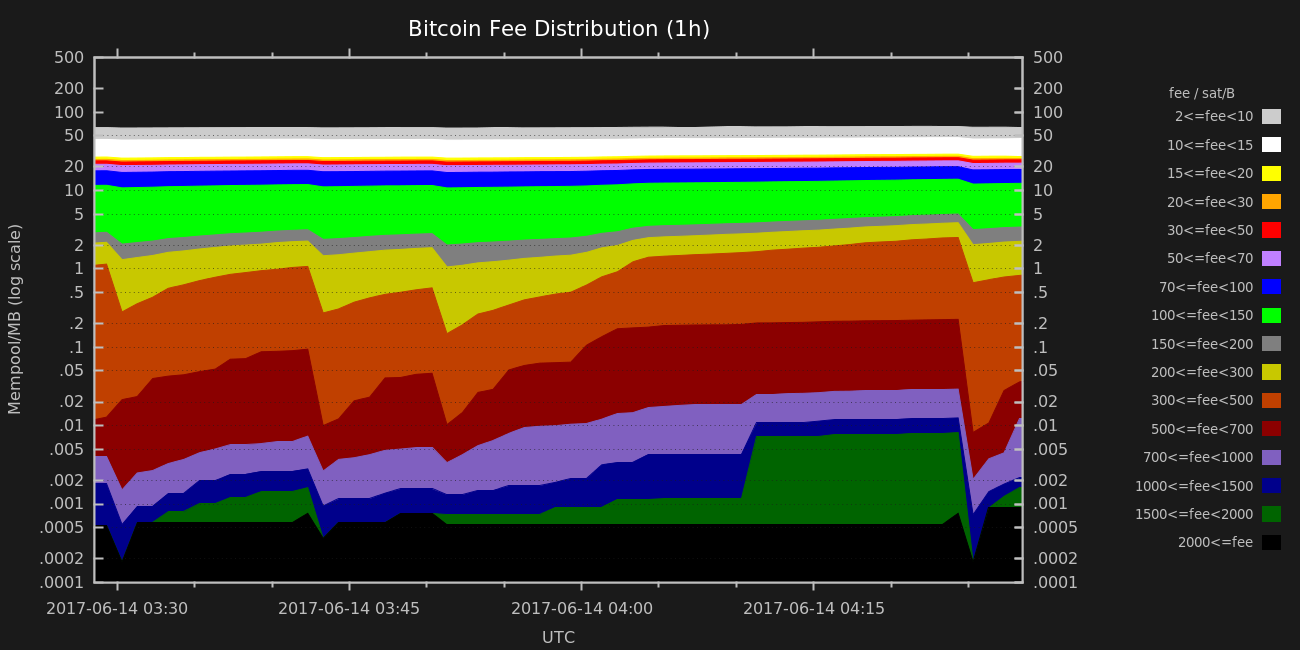 Bitcoin Fee Distribution (1h)
Mempool/MB (log scale)
500 500
200 200
100 100
50 50
20 20
10 10
5 5
2 2
1 1
.5 .5
.2 .2
.1 .1
.05 .05
.02 .02
.01 .01
.005 .005
.002 .002
.001 .001
.0005 .0005
.0002 .0002
.0001 .0001
2017-06-14 03:30 2017-06-14 03:45 2017-06-14 04:00 2017-06-14 04:15
UTC
fee / sat/B
2<=fee<10
10<=fee<15
15<=fee<20
20<=fee<30
30<=fee<50
50<=fee<70
70<=fee<100
100<=fee<150
150<=fee<200
200<=fee<300
300<=fee<500
500<=fee<700
700<=fee<1000
1000<=fee<1500
1500<=fee<2000
2000<=fee